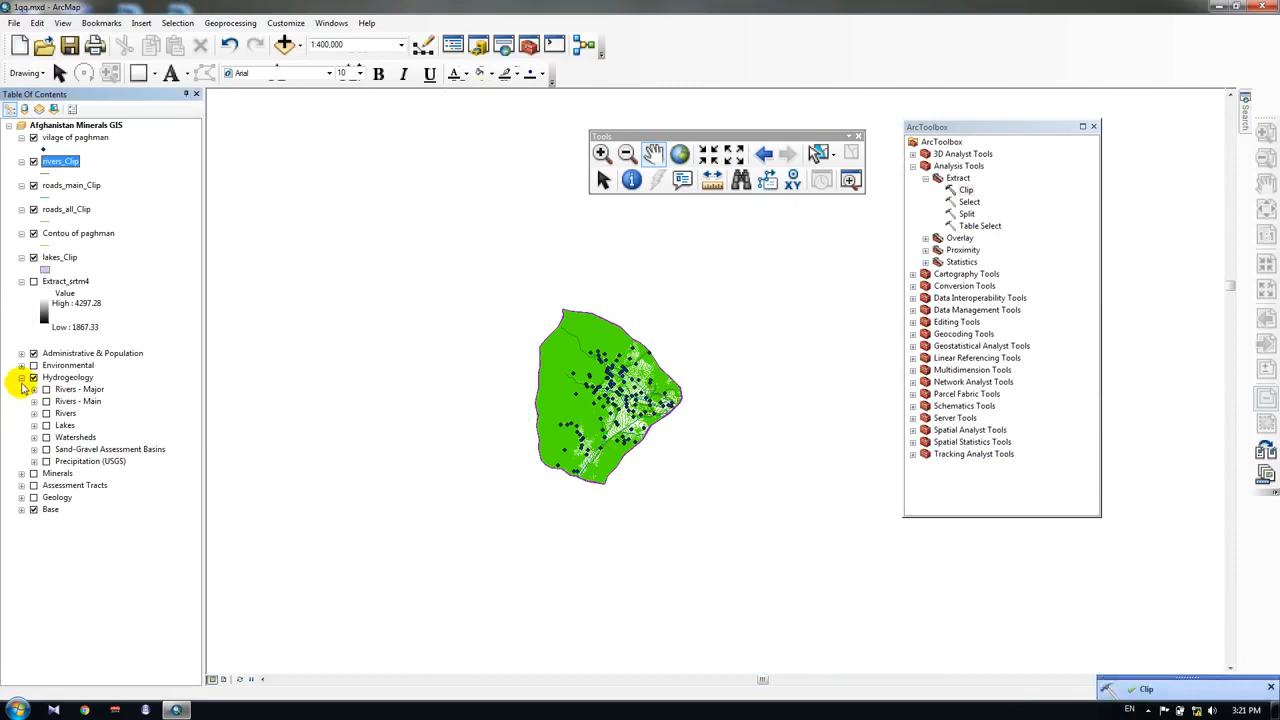 1qq.mxd - ArcMap
File Edit View Bookmarks Insert Selection Geoprocessing Customize Windows Help
1:400,000
Drawing Arial 10 B I U A
Table Of Contents
Afghanistan Minerals GIS
vilage of paghman
rivers_Clip
roads_main_Clip
roads_all_Clip
Contou of paghman
lakes_Clip
Extract_srtm4
Value
High : 4297.28
Low : 1867.33
Administrative & Population
Environmental
Hydrogeology
Rivers - Major
Rivers - Main
Rivers
Lakes
Watersheds
Sand-Gravel Assessment Basins
Precipitation (USGS)
Minerals
Assessment Tracts
Geology
Base
Tools
XY
ArcToolbox
ArcToolbox
3D Analyst Tools
Analysis Tools
Extract
Clip
Select
Split
Table Select
Overlay
Proximity
Statistics
Cartography Tools
Conversion Tools
Data Interoperability Tools
Data Management Tools
Editing Tools
Geocoding Tools
Geostatistical Analyst Tools
Linear Referencing Tools
Multidimension Tools
Network Analyst Tools
Parcel Fabric Tools
Schematics Tools
Server Tools
Spatial Analyst Tools
Spatial Statistics Tools
Tracking Analyst Tools
Search
1:1
Clip
EN 3:21 PM